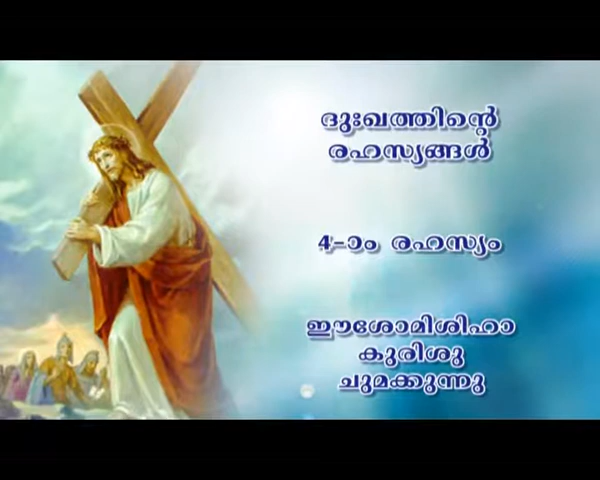 ദുഃഖത്തിന്റെ
രഹസ്യങ്ങൾ
4-ാം രഹസ്യം
ഈശോമിശിഹാ
കുരിശു
ചുമക്കുന്നു